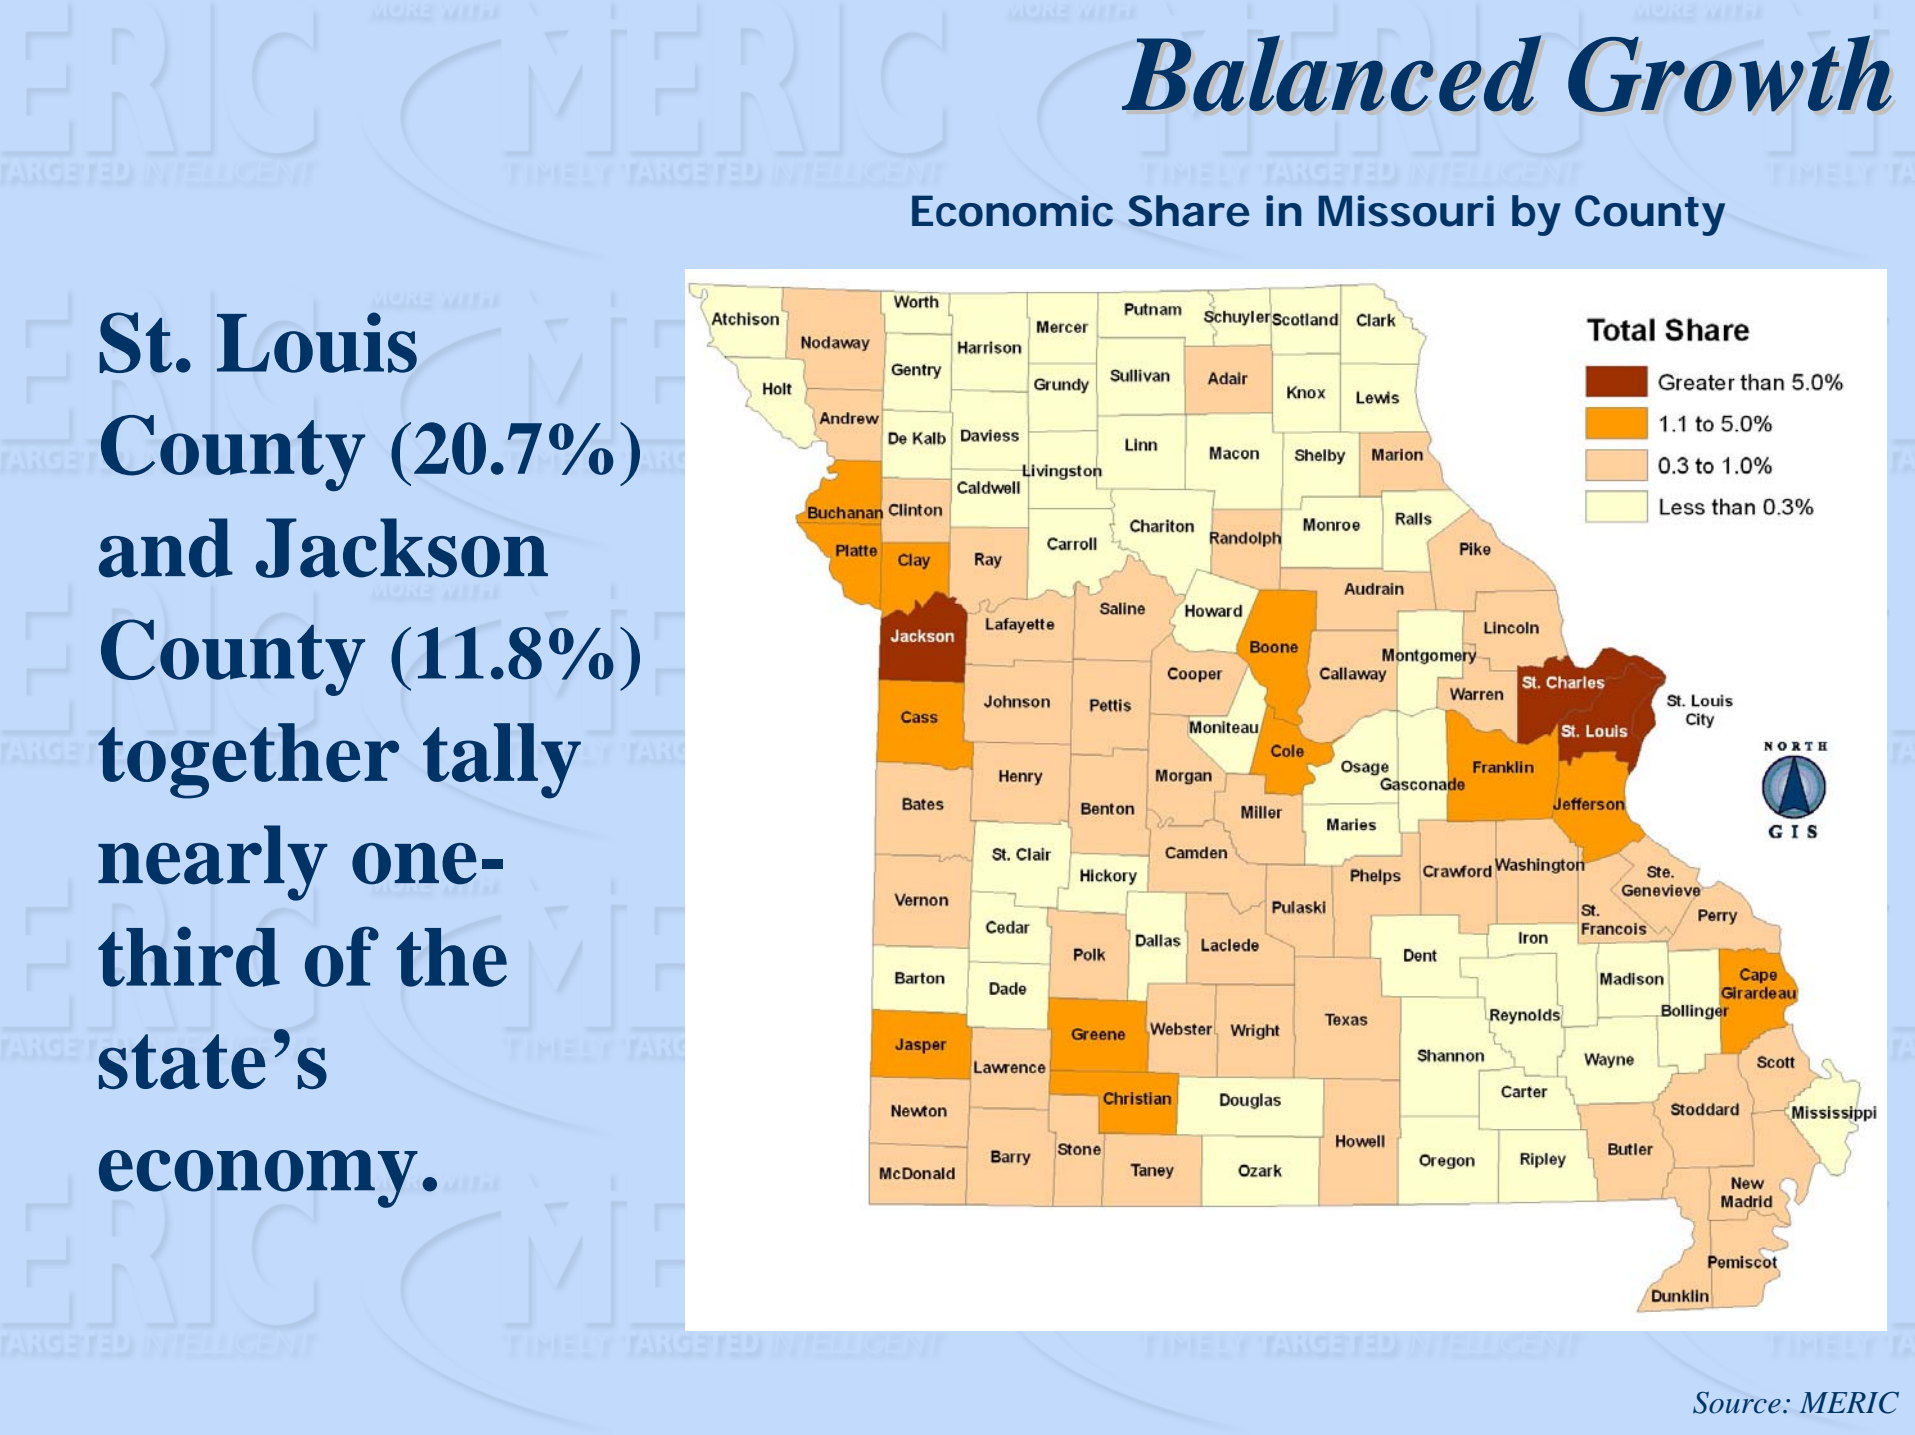 Balanced Growth
Economic Share in Missouri by County
St. Louis
County (20.7%)
and Jackson
County (11.8%)
together tally
nearly one-
third of the
state’s
economy.
Total Share
Greater than 5.0%
1.1 to 5.0%
0.3 to 1.0%
Less than 0.3%
Atchison
Nodaway
Worth
Harrison
Mercer
Putnam
Schuyler
Scotland
Clark
Holt
Gentry
Grundy
Sullivan
Adair
Knox
Lewis
Andrew
De Kalb
Daviess
Livingston
Linn
Macon
Shelby
Marion
Buchanan
Clinton
Caldwell
Carroll
Chariton
Randolph
Monroe
Ralls
Pike
Platte
Clay
Ray
Saline
Howard
Boone
Audrain
Lincoln
Jackson
Lafayette
Cooper
Callaway
Montgomery
Warren
St. Charles
St. Louis
St. Louis
City
Cass
Johnson
Pettis
Moniteau
Cole
Osage
Gasconade
Franklin
Jefferson
NORTH
GIS
Bates
Henry
Benton
Morgan
Miller
Maries
St. Clair
Hickory
Camden
Phelps
Crawford
Washington
Ste.
Genevieve
St.
Francois
Perry
Vernon
Cedar
Polk
Dallas
Laclede
Pulaski
Dent
Iron
Madison
Bollinger
Cape
Girardeau
Barton
Dade
Greene
Webster
Wright
Texas
Reynolds
Shannon
Wayne
Scott
Jasper
Lawrence
Christian
Douglas
Carter
Stoddard
Mississippi
Newton
Barry
Stone
Taney
Ozark
Howell
Oregon
Ripley
Butler
New
Madrid
McDonald
Pemiscot
Dunklin
Source: MERIC
MORE WITH
MERIC
TIMELY TARGETED INTELLIGENT